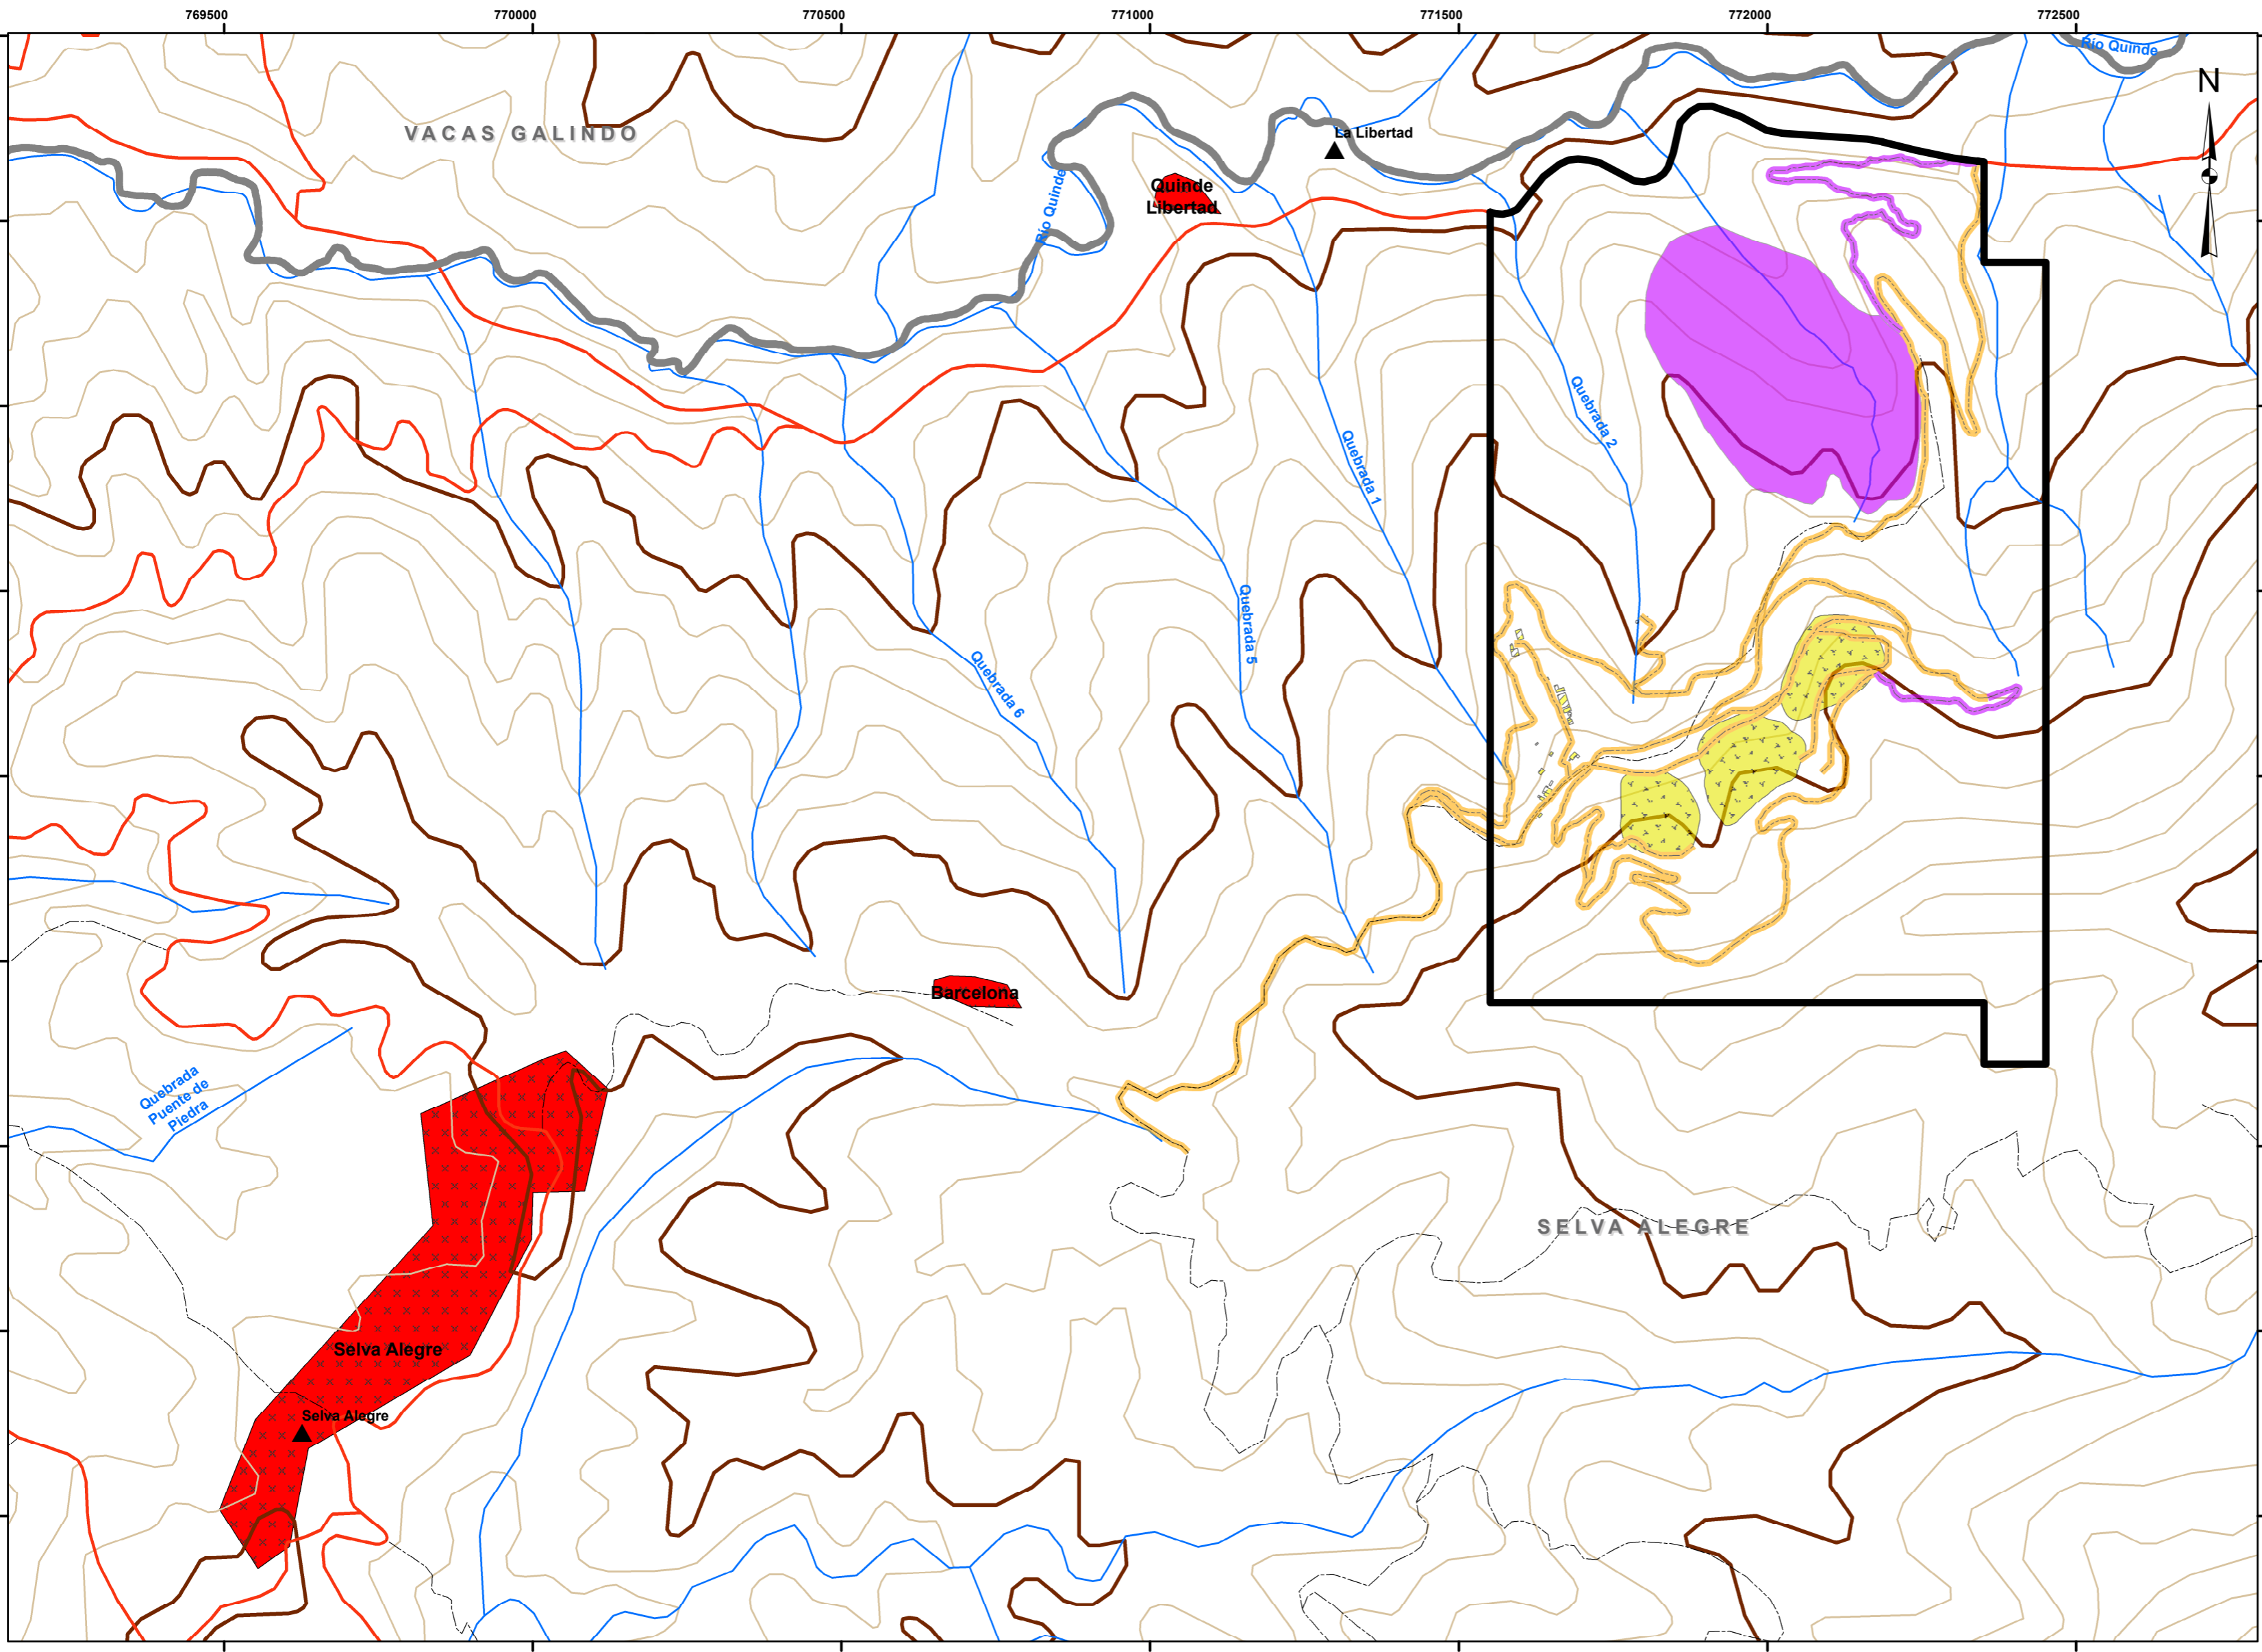 769500 770000 770500 771000 771500 772000 772500
Río Quinde
N
VACAS GALINDO
La Libertad
Quinde
Libertad
Río Quinde
Quebrada 2
Quebrada 1
Quebrada 5
Quebrada 6
Barcelona
Quebrada
Puente de
Piedra
SELVA ALEGRE
Selva Alegre
Selva Alegre